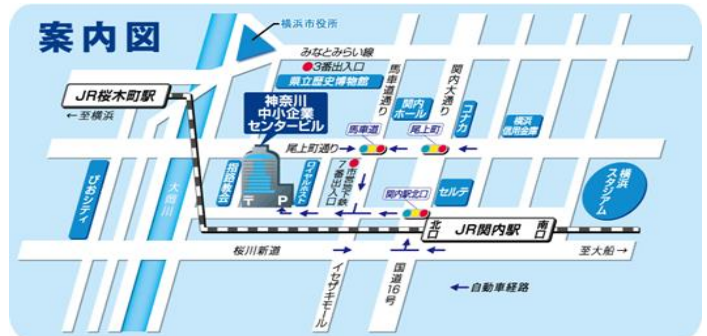 案内図
横浜市役所
みなとみらい線
3番出入口
県立歴史博物館
馬車道通り
関内大通り
JR桜木町駅
←至横浜
神奈川
中小企業
センタービル
関内
ホール
コナカ
横浜
信用金庫
馬車道
尾上町
尾上町通り
ぴおシティ
大岡川
指路教会
〒 P
ロイヤルホスト
市営地下鉄
7番出入口
関内駅北口
セルテ
横浜
スタジアム
北口
JR関内駅
南口
桜川新道
至大船→
イセザキモール
国道16号
←自動車経路